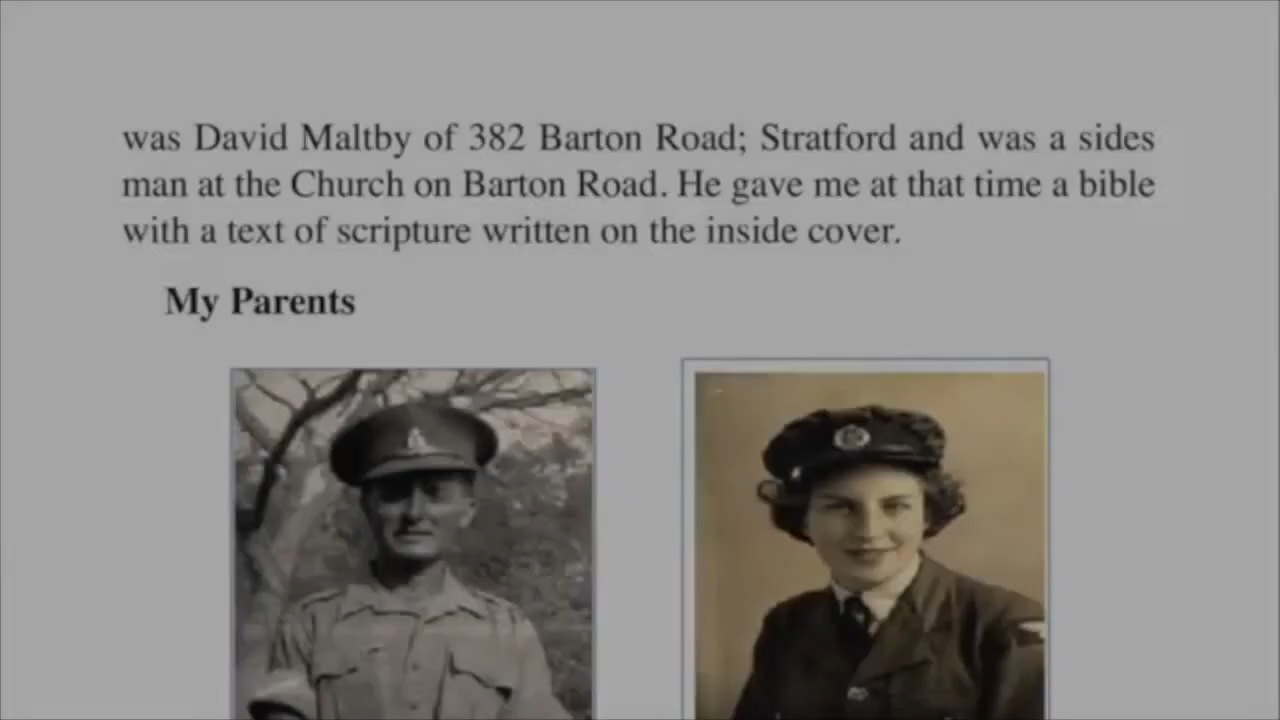 was David Maltby of 382 Barton Road; Stratford and was a sides
man at the Church on Barton Road. He gave me at that time a bible
with a text of scripture written on the inside cover.
My Parents